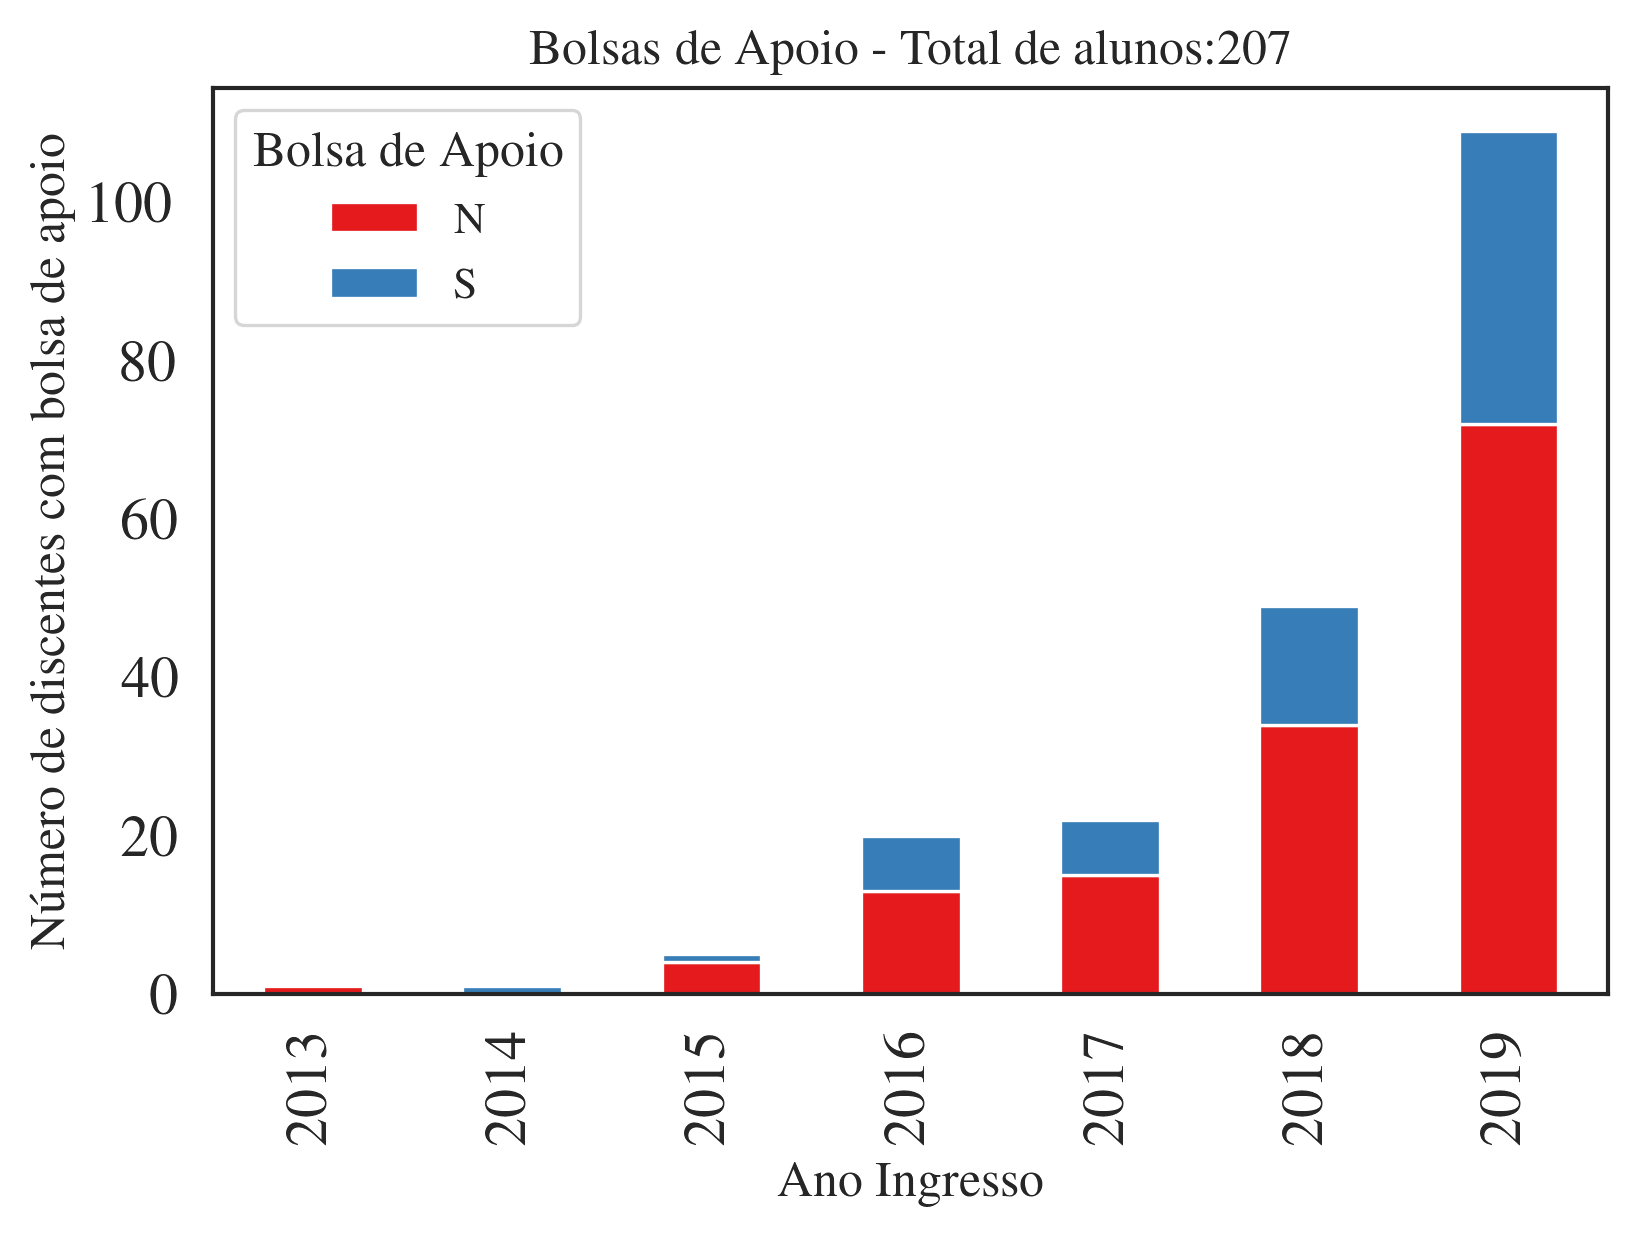 Bolsas de Apoio - Total de alunos:207
Número de discentes com bolsa de apoio
Bolsa de Apoio
N
S
100
80
60
40
20
0
2013
2014
2015
2016
2017
2018
2019
Ano Ingresso